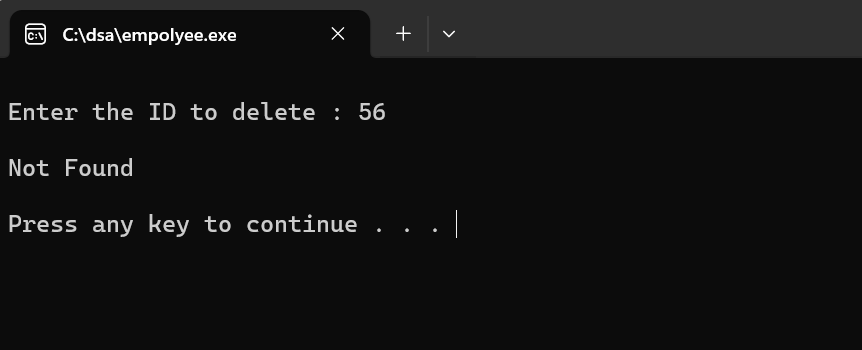 C:\dsa\empolyee.exe
Enter the ID to delete : 56
Not Found
Press any key to continue . . .